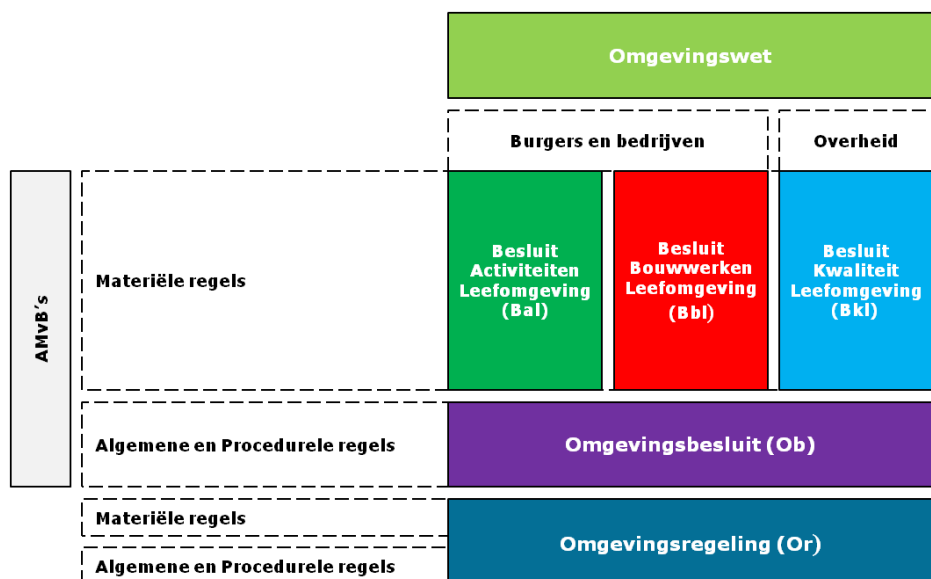 Omgevingswet
Burgers en bedrijven
Overheid
AMvB's
Materiële regels
Besluit
Activiteiten
Leefomgeving
(Bal)
Besluit
Bouwwerken
Leefomgeving
(Bbl)
Besluit
Kwaliteit
Leefomgeving
(Bkl)
Algemene en Procedurele regels
Omgevingsbesluit (Ob)
Materiële regels
Omgevingsregeling (Or)
Algemene en Procedurele regels